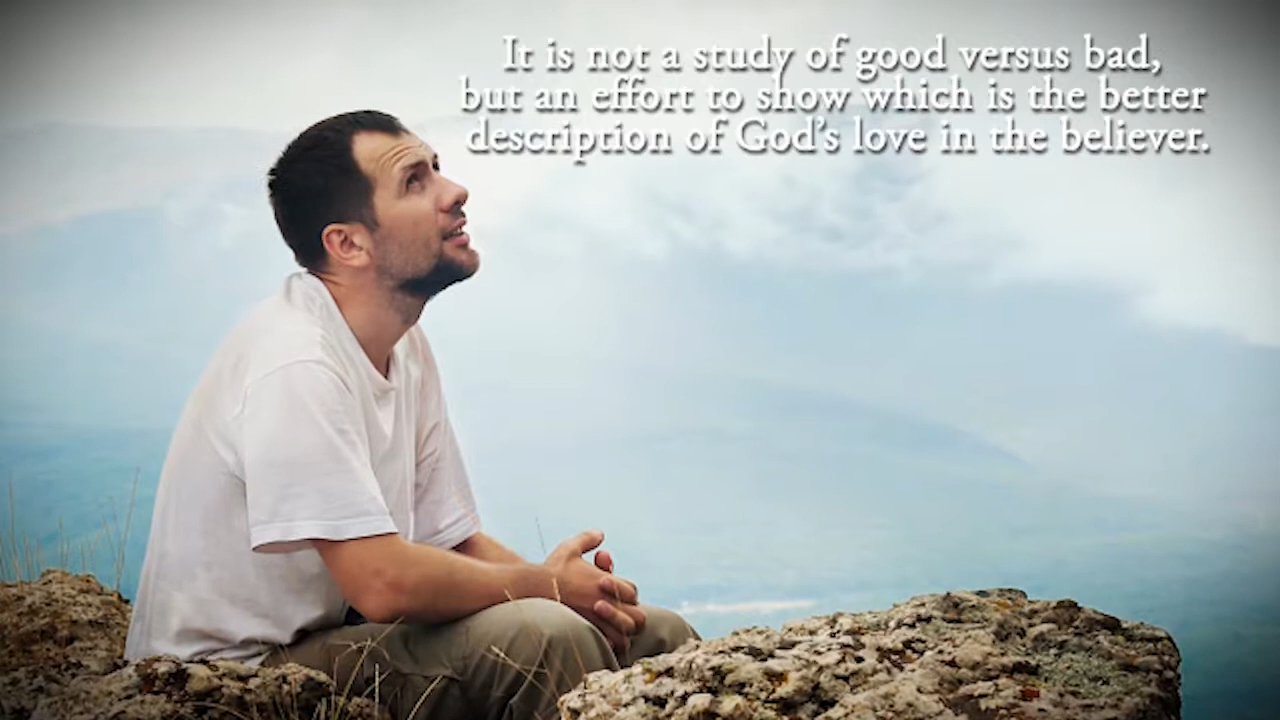 It is not a study of good versus bad,
but an effort to show which is the better
description of God's love in the believer.